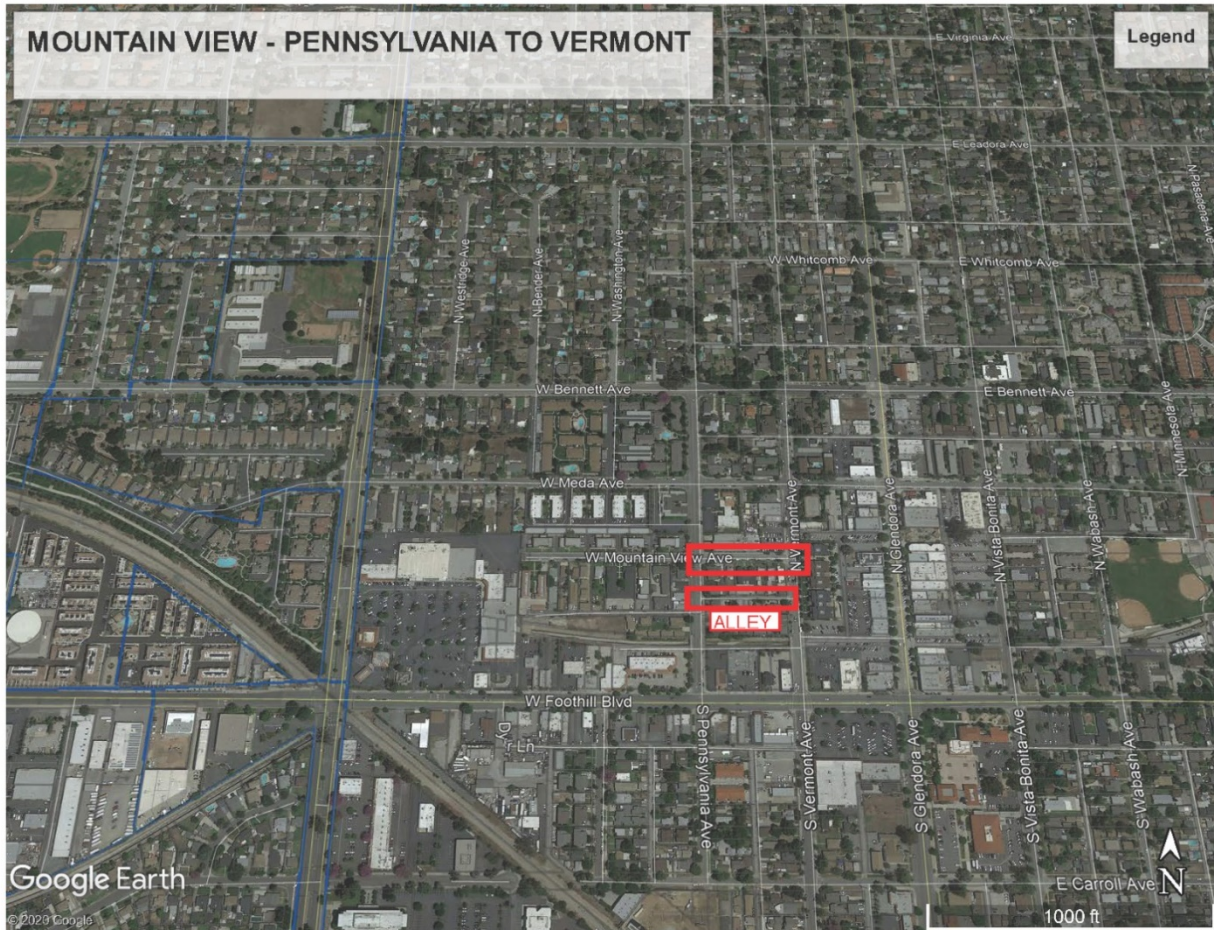 MOUNTAIN VIEW - PENNSYLVANIA TO VERMONT
Legend
E Virginia Ave
E Leadora Ave
N Pasadena Ave
W Whitcomb Ave
E Whitcomb Ave
N Westridge Ave
N Bender Ave
N Washington Ave
W Bennett Ave
E Bennett Ave
N Minnesota Ave
W Meda Ave
N Vermont Ave
N Glendora Ave
N Vista Bonita Ave
N Wabash Ave
W Mountain View Ave
ALLEY
W Foothill Blvd
S Pennsylvania Ave
S Vermont Ave
S Glendora Ave
S Vista Bonita Ave
S Wabash Ave
E Carroll Ave
N
Google Earth
© 2020 Google
1000 ft